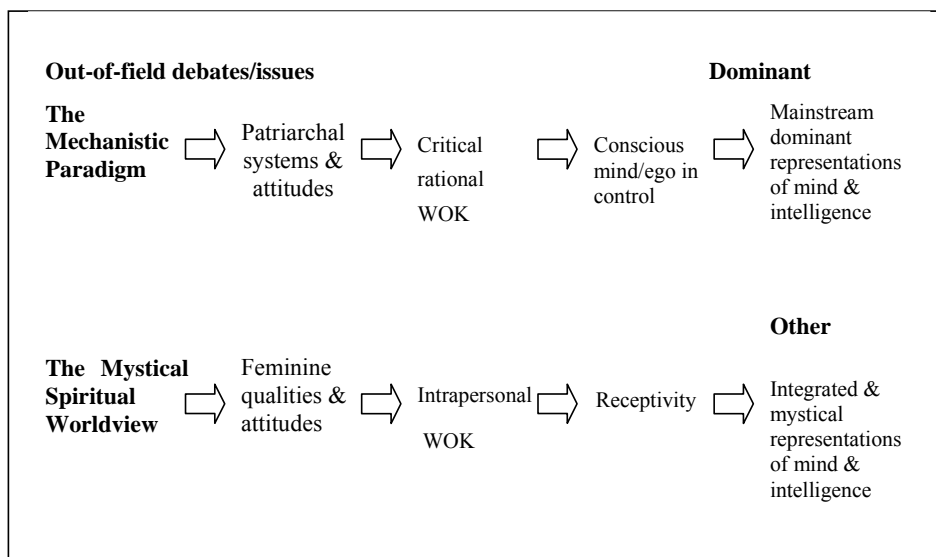 Out-of-field debates/issues
Dominant
The
Mechanistic
Paradigm
Patriarchal
systems &
attitudes
Critical
rational
WOK
Conscious
mind/ego in
control
Mainstream
dominant
representations
of mind &
intelligence
Other
The Mystical
Spiritual
Worldview
Feminine
qualities &
attitudes
Intrapersonal
WOK
Receptivity
Integrated &
mystical
representations
of mind &
intelligence